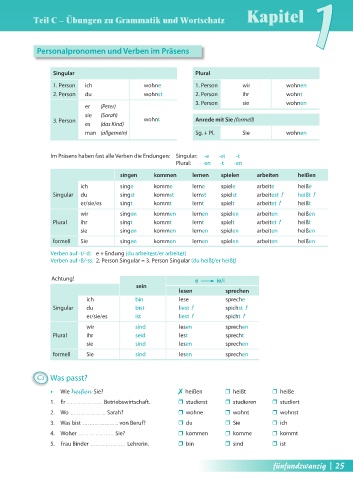 Teil C – Übungen zu Grammatik und Wortschatz Kapitel 1
Personalpronomen und Verben im Präsens
Singular
1. Person ich wohne
2. Person du wohnst
3. Person er (Peter) sie (Sarah) es (das Kind) man (allgemein) wohnt
Plural
1. Person wir wohnen
2. Person ihr wohnt
3. Person sie wohnen
Anrede mit Sie (formell)
Sg. + Pl. Sie wohnen
Im Präsens haben fast alle Verben die Endungen: Singular: -e -st -t
Plural: -en -t -en
singen kommen lernen spielen arbeiten heißen
Singular
ich singe komme lerne spiele arbeite heiße
du singst kommst lernst spielst arbeitest ! heißt !
er/sie/es singt kommt lernt spielt arbeitet ! heißt
Plural
wir singen kommen lernen spielen arbeiten heißen
ihr singt kommt lernt spielt arbeitet ! heißt
sie singen kommen lernen spielen arbeiten heißen
formell Sie singen kommen lernen spielen arbeiten heißen
Verben auf -t/-d: e + Endung (du arbeitest/er arbeitet)
Verben auf -ß/-ss: 2. Person Singular = 3. Person Singular (du heißt/er heißt)
Achtung!
sein e → ie/i
lesen sprechen
Singular
ich bin lese spreche
du bist liest ! sprichst !
er/sie/es ist liest ! spricht !
Plural
wir sind lesen sprechen
ihr seid lest sprecht
sie sind lesen sprechen
formell Sie sind lesen sprechen
Was passt?
Wie heißen Sie? ✗ heißen ❒ heißt ❒ heiße
1. Er .................. Betriebswirtschaft. ❒ studierst ❒ studieren ❒ studiert
2. Wo .................. Sarah? ❒ wohne ❒ wohnt ❒ wohnst
3. Was bist .................. von Beruf? ❒ du ❒ Sie ❒ ich
4. Woher .................. Sie? ❒ kommen ❒ komme ❒ kommt
5. Frau Binder .................. Lehrerin. ❒ bin ❒ sind ❒ ist
fünfundzwanzig | 25